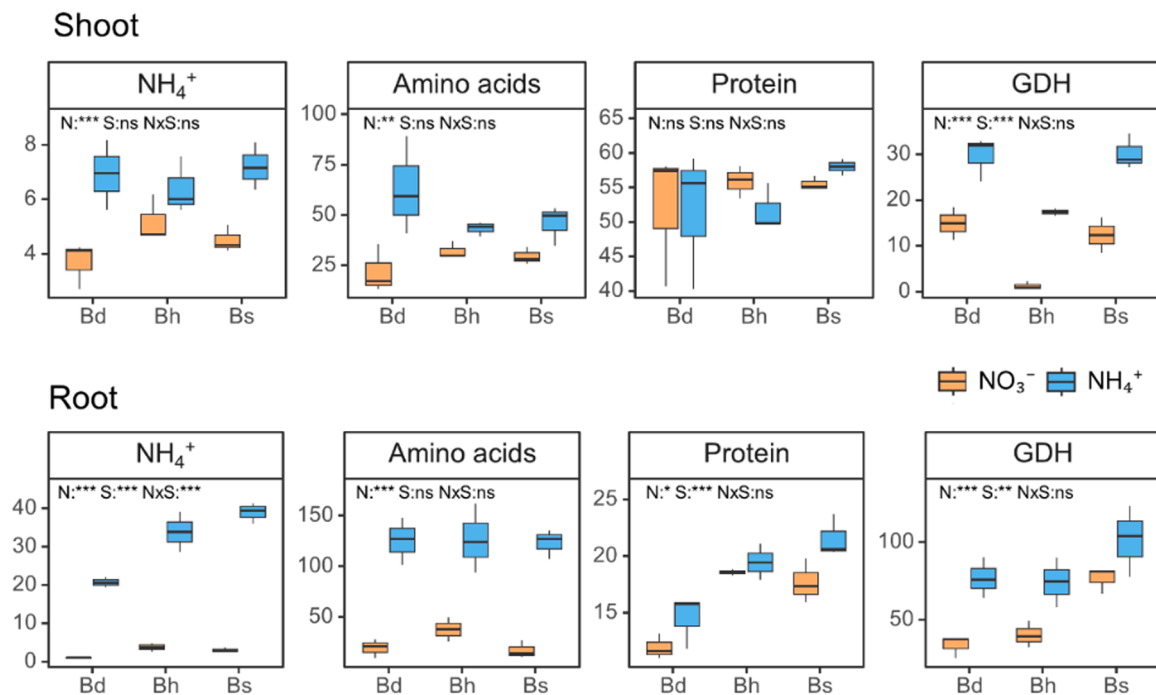 Shoot
NH₄⁺ Amino acids Protein GDH
N:*** S:ns NxS:ns N:** S:ns NxS:ns N:ns S:ns NxS:ns N:*** S:*** NxS:ns
8 6 4
100 75 50 25
65 60 55 50 45 40
30 20 10 0
Bd Bh Bs Bd Bh Bs Bd Bh Bs Bd Bh Bs
NO₃⁻ NH₄⁺
Root
NH₄⁺ Amino acids Protein GDH
N:*** S:*** NxS:*** N:*** S:ns NxS:ns N:* S:*** NxS:ns N:*** S:** NxS:ns
40 30 20 10 0
150 100 50
25 20 15
100 50
Bd Bh Bs Bd Bh Bs Bd Bh Bs Bd Bh Bs